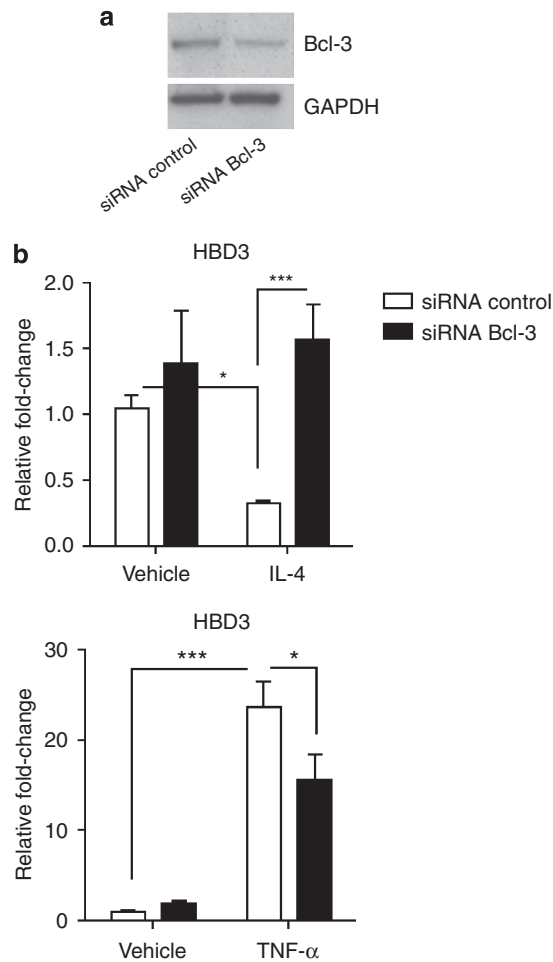 a
Bcl-3
GAPDH
siRNA control
siRNA Bcl-3
b
HBD3
2.0
1.5
1.0
0.5
0.0
Relative fold-change
***
*
siRNA control
siRNA Bcl-3
Vehicle
IL-4
HBD3
30
20
10
0
Relative fold-change
***
*
Vehicle
TNF-α